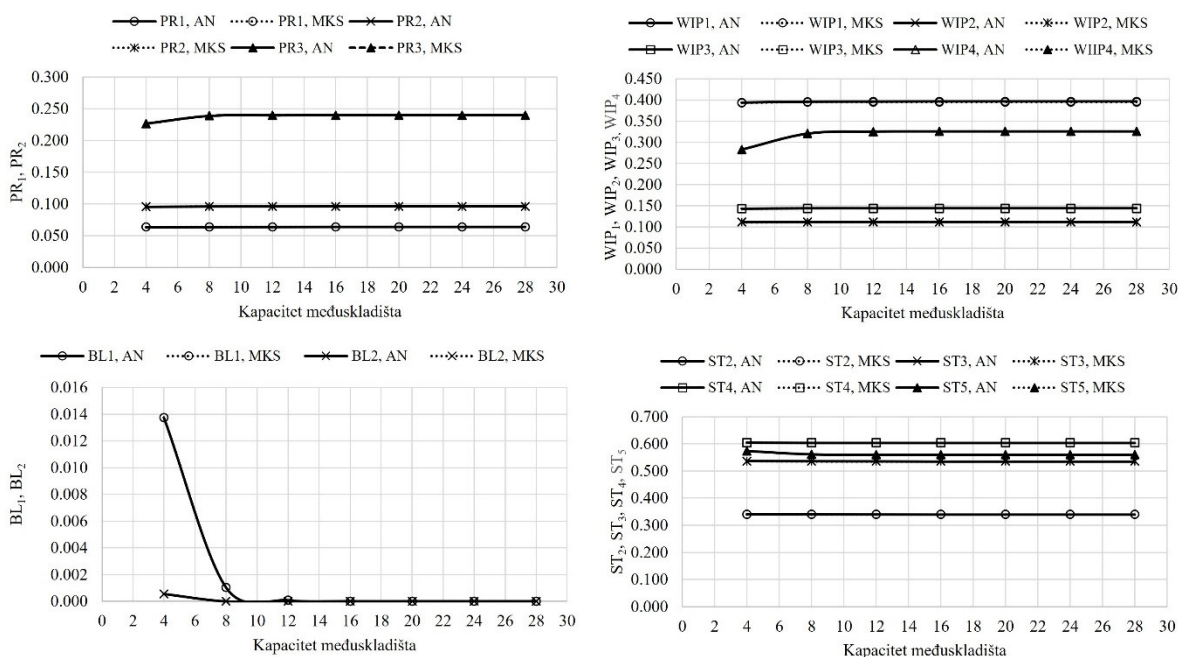 PR1, AN PR1, MKS PR2, AN
PR2, MKS PR3, AN PR3, MKS
0.300
0.250
0.200
0.150
0.100
0.050
0.000
PR₁, PR₂
0 2 4 6 8 10 12 14 16 18 20 22 24 26 28 30
Kapacitet međuskladišta
WIP1, AN WIP1, MKS WIP2, AN WIP2, MKS
WIP3, AN WIP3, MKS WIP4, AN WIIP4, MKS
0.450
0.400
0.350
0.300
0.250
0.200
0.150
0.100
0.050
0.000
WIP₁, WIP₂, WIP₃, WIP₄
0 2 4 6 8 10 12 14 16 18 20 22 24 26 28 30
Kapacitet međuskladišta
BL1, AN BL1, MKS BL2, AN BL2, MKS
0.016
0.014
0.012
0.010
0.008
0.006
0.004
0.002
0.000
BL₁, BL₂
0 2 4 6 8 10 12 14 16 18 20 22 24 26 28 30
Kapacitet međuskladišta
ST2, AN ST2, MKS ST3, AN ST3, MKS
ST4, AN ST4, MKS ST5, AN ST5, MKS
0.700
0.600
0.500
0.400
0.300
0.200
0.100
0.000
ST₂, ST₃, ST₄, ST₅
0 2 4 6 8 10 12 14 16 18 20 22 24 26 28 30
Kapacitet međuskladišta